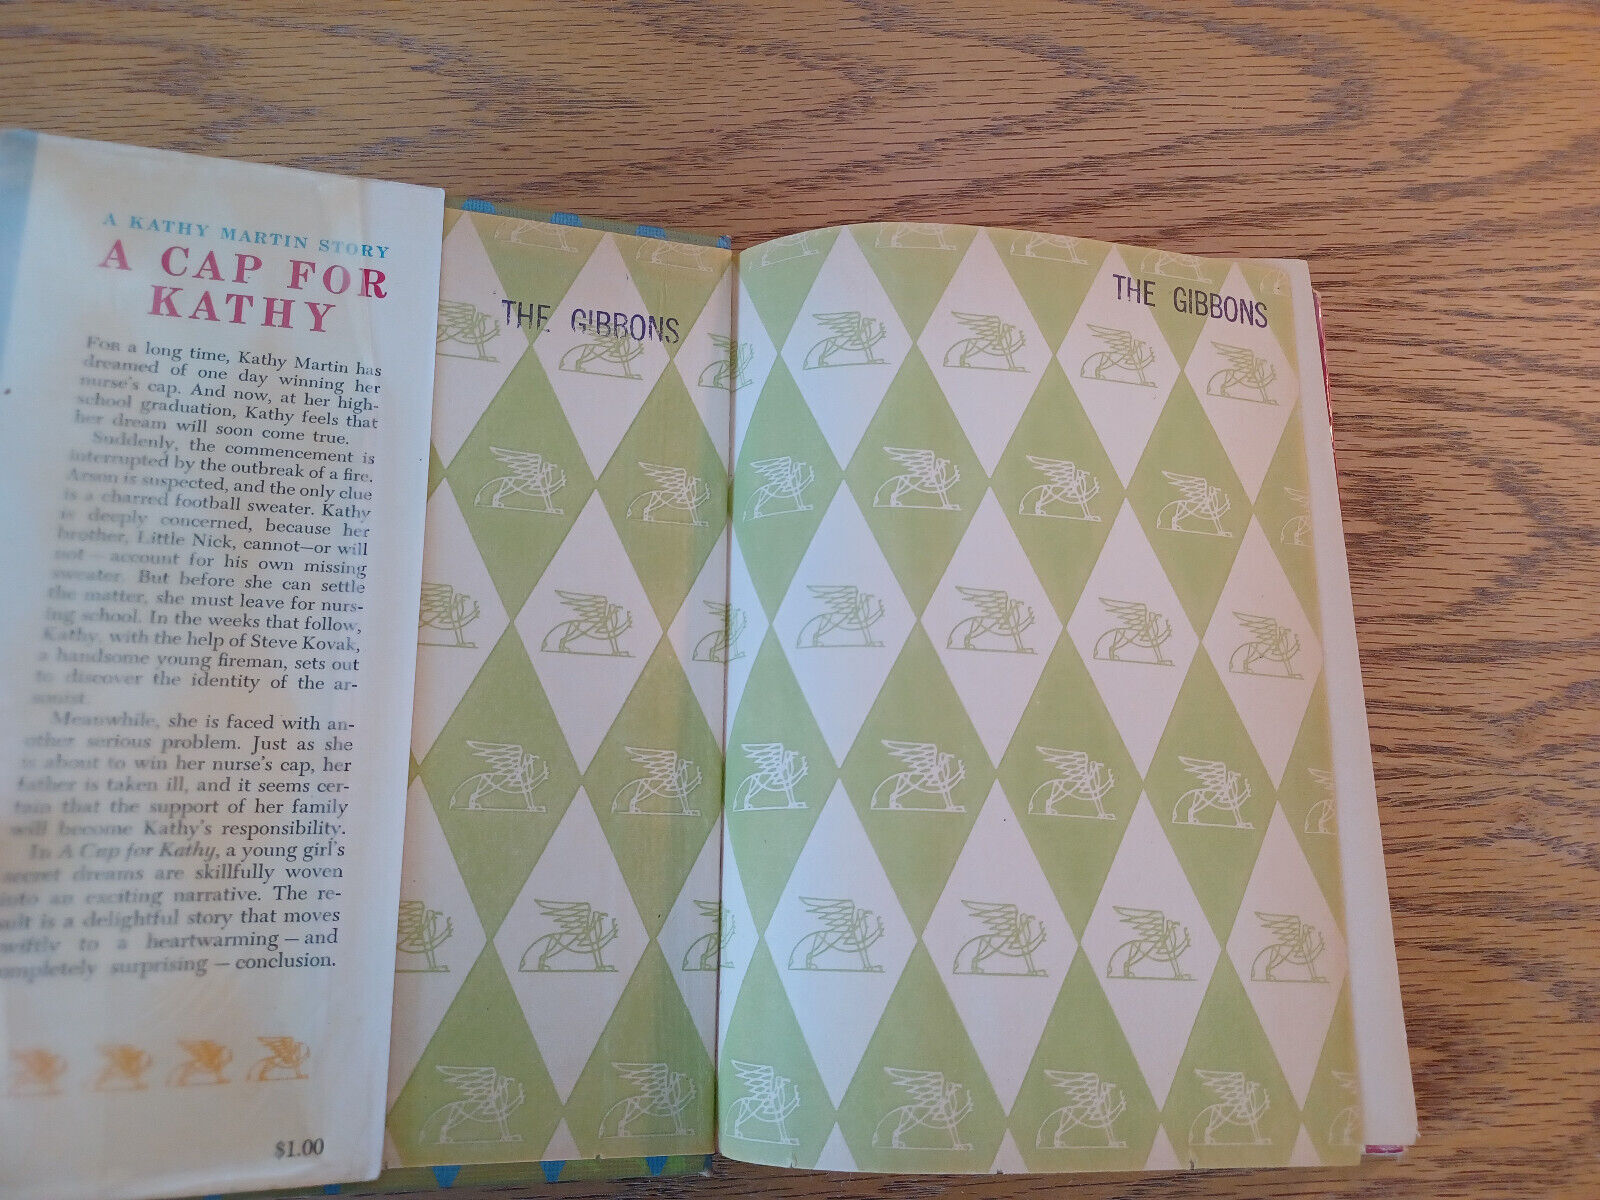 A KATHY MARTIN STORY
A CAP FOR
KATHY
FOR a long time, Kathy Martin has
dreamed of one day winning her
nurse's cap. And now, at her high-
school graduation, Kathy feels that
her dream will soon come true.
Suddenly, the commencement is
interrupted by the outbreak of a fire.
Arson is suspected, and the only clue
is a charred football sweater. Kathy
is deeply concerned, because her
brother, Little Nick, cannot—or will
not — account for his own missing
sweater. But before she can settle
the matter, she must leave for nurs-
ing school. In the weeks that follow,
Kathy, with the help of Steve Kovak,
a handsome young fireman, sets out
to discover the identity of the ar-
sonist.
Meanwhile, she is faced with an-
other serious problem. Just as she
is about to win her nurse's cap, her
father is taken ill, and it seems cer-
tain that the support of her family
will become Kathy's responsibility.
In A Cap for Kathy, a young girl's
secret dreams are skillfully woven
into an exciting narrative. The re-
sult is a delightful story that moves
swiftly to a heartwarming — and
completely surprising — conclusion.
$1.00
THE GIBBONS
THE GIBBONS